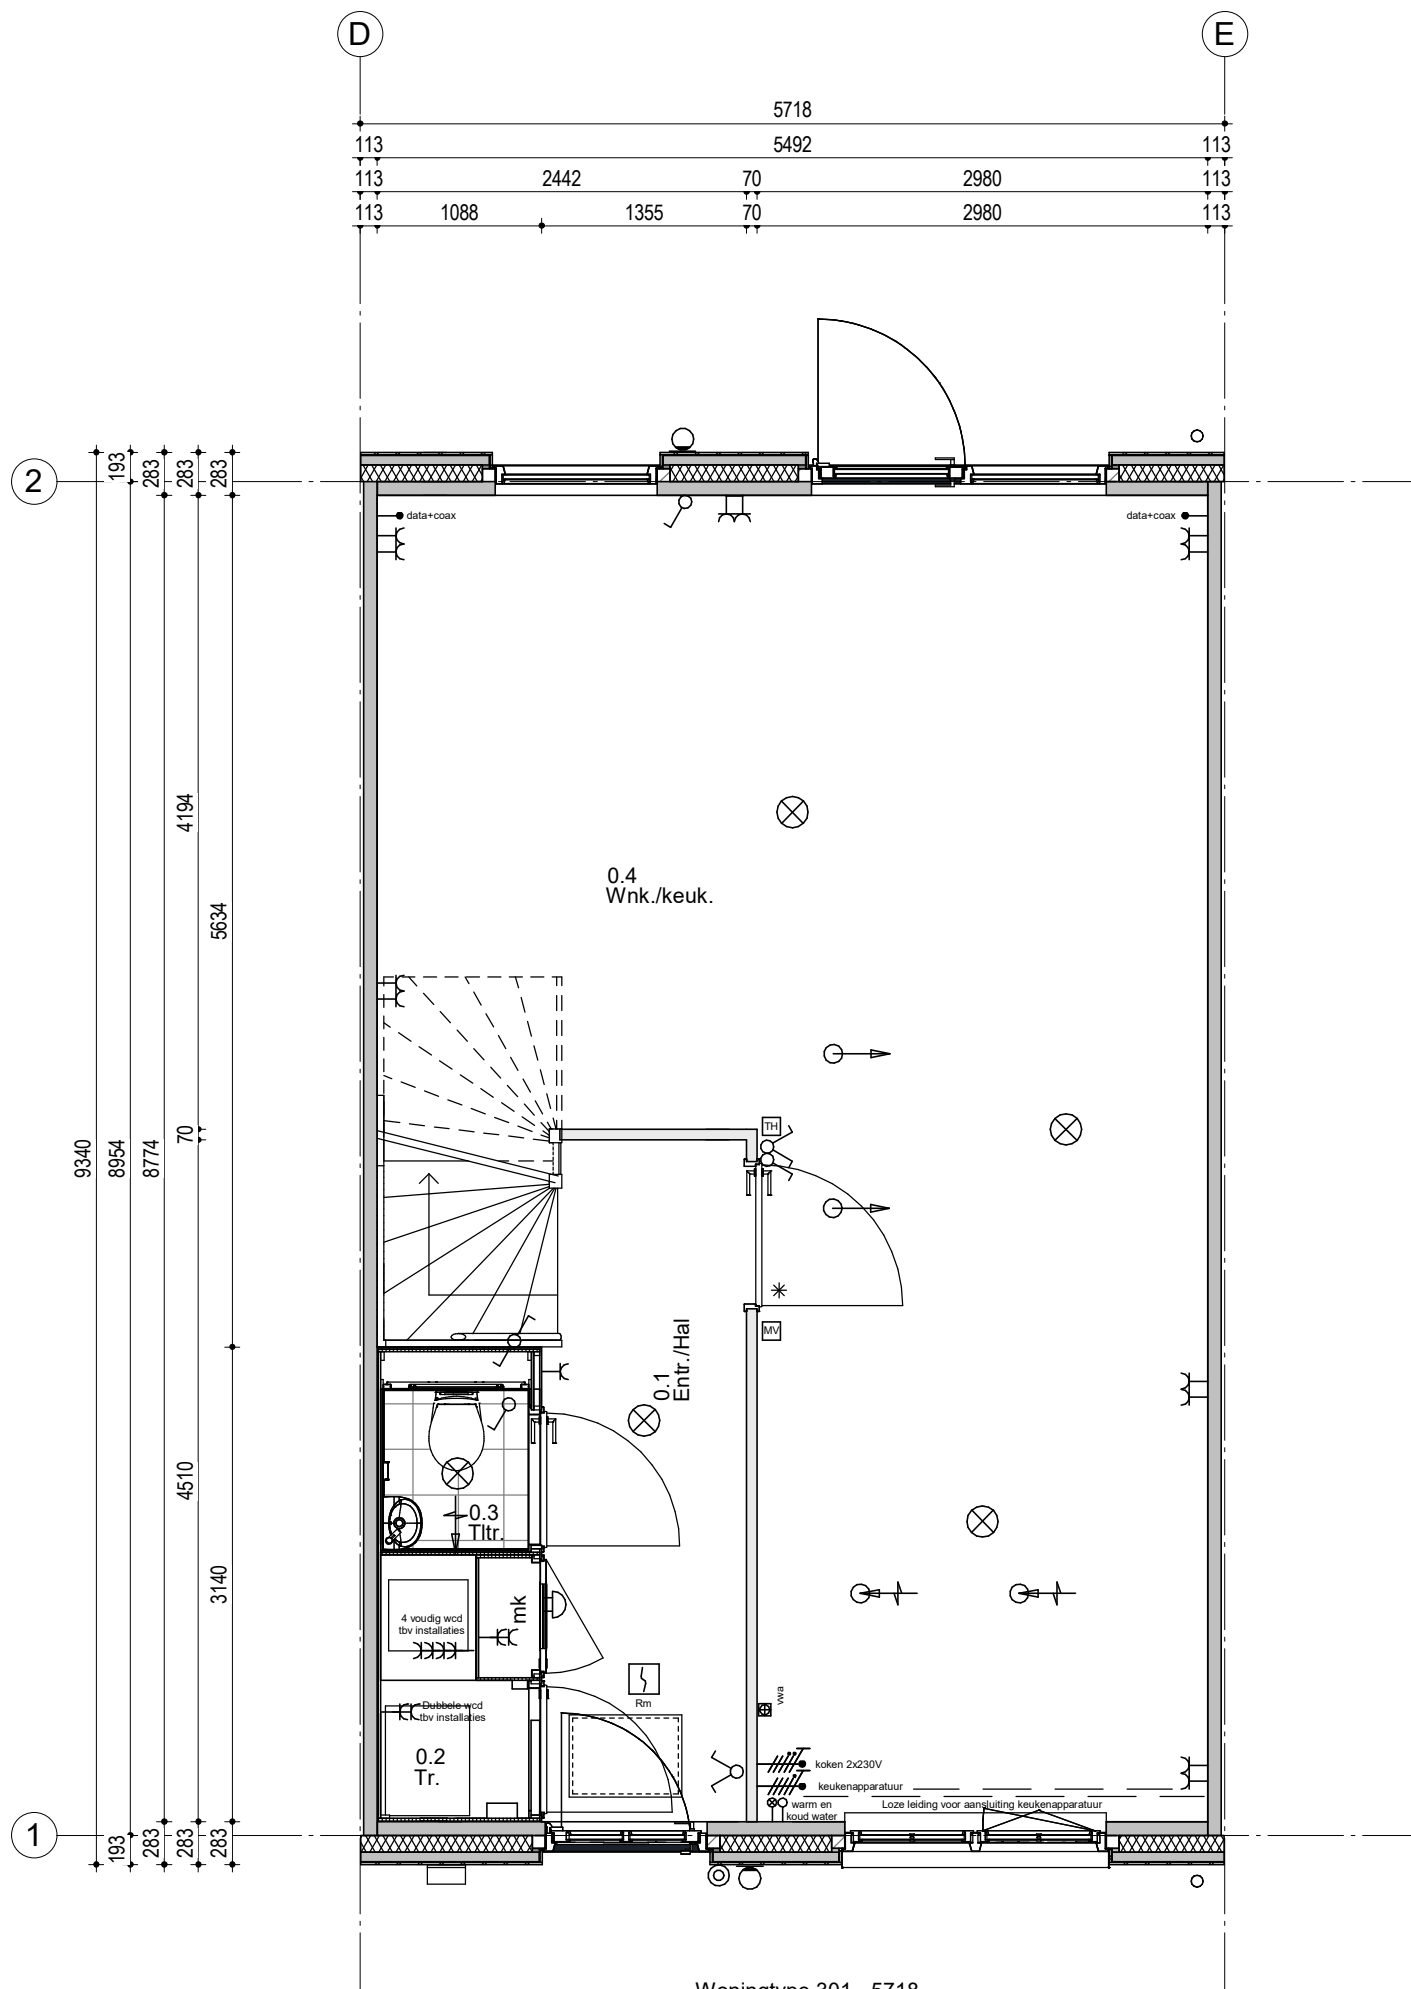 D
E
5718
113
5492
113
113
2442
70
2980
113
113
1088
1355
70
2980
113
2
193
283
283
283
data+coax
data+coax
4194
0.4
Wnk./keuk.
5634
70
TH
9340
8954
8774
MV
0.1
Entr./Hal
4510
0.3
Tltr.
3140
mk
4 voudig wcd
tbv installaties
Rm
vwa
Dubbele wcd
tbv installaties
0.2
Tr.
koken 2x230V
keukenapparatuur
warm en
koud water
Loze leiding voor aansluiting keukenapparatuur
1
193
283
283
283
Woningtype 301 - 5718